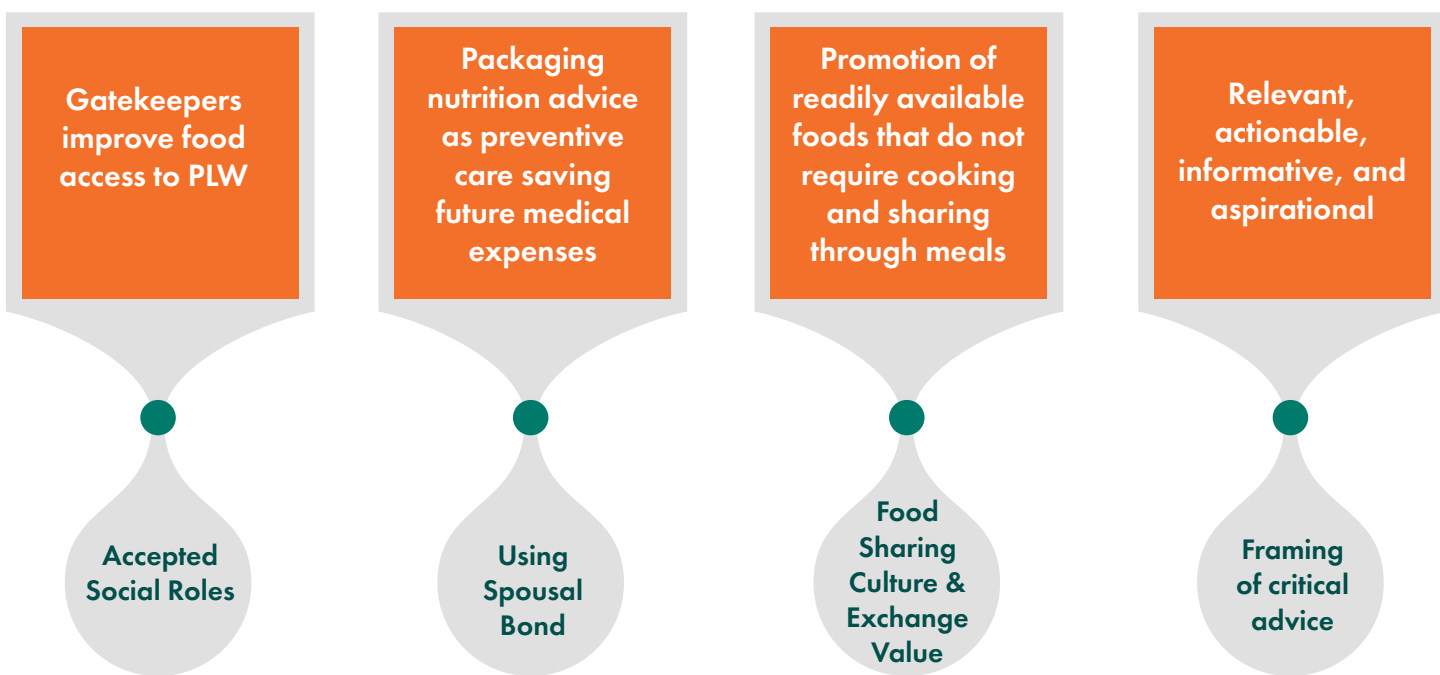 Gatekeepers
improve food
access to PLW
Packaging
nutrition advice
as preventive
care saving
future medical
expenses
Promotion of
readily available
foods that do not
require cooking
and sharing
through meals
Relevant,
actionable,
informative, and
aspirational
Accepted
Social Roles
Using
Spousal
Bond
Food
Sharing
Culture &
Exchange
Value
Framing
of critical
advice